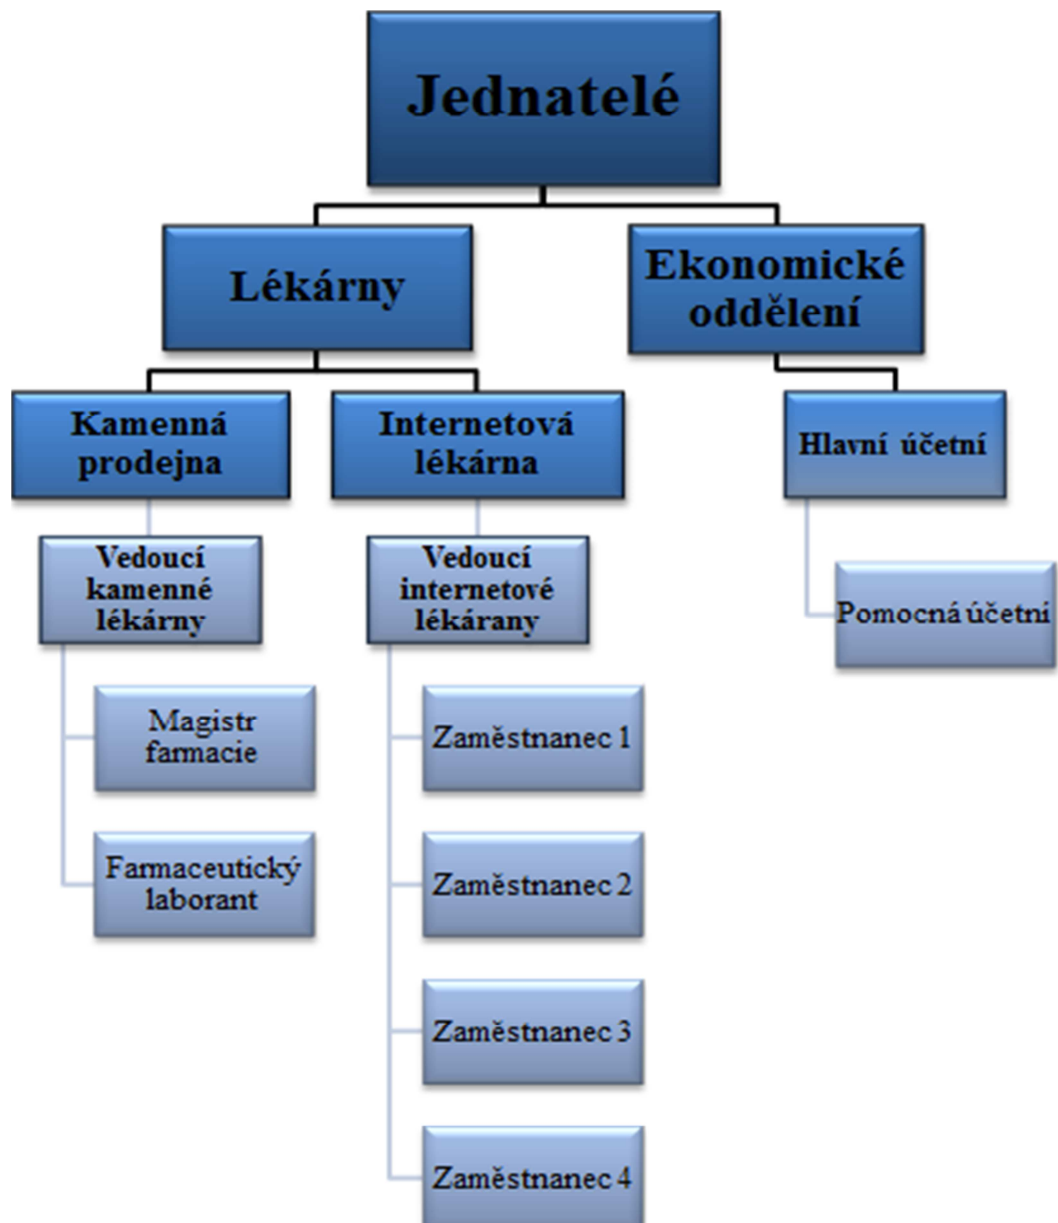 Jednatelé
Lékárny
Ekonomické
oddělení
Kamenná
prodejna
Internetová
lékárna
Hlavní účetní
Vedoucí
kamenné
lékárny
Vedoucí
internetové
lékárany
Pomocná účetni
Magistr
farmacie
Farmaceutický
laborant
Zaměstnanec 1
Zaměstnanec 2
Zaměstnanec 3
Zaměstnanec 4